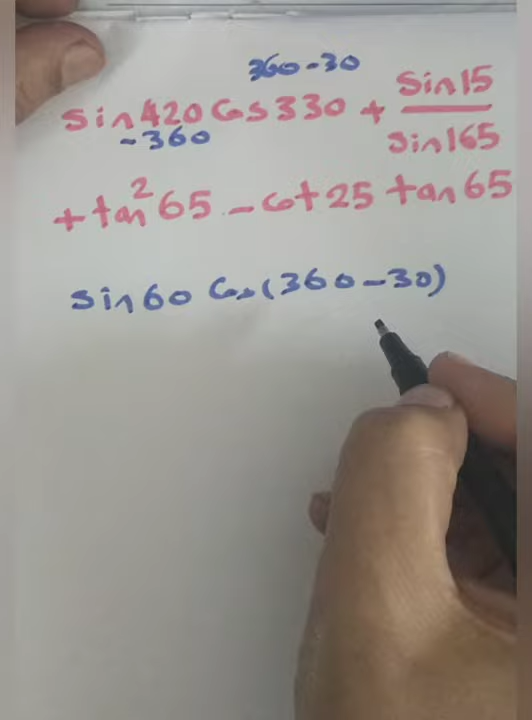 360-30
sin420 cos330 + sin15/sin165
-360
+ tan²65 - cot25 tan65
sin60 cos(360-30)